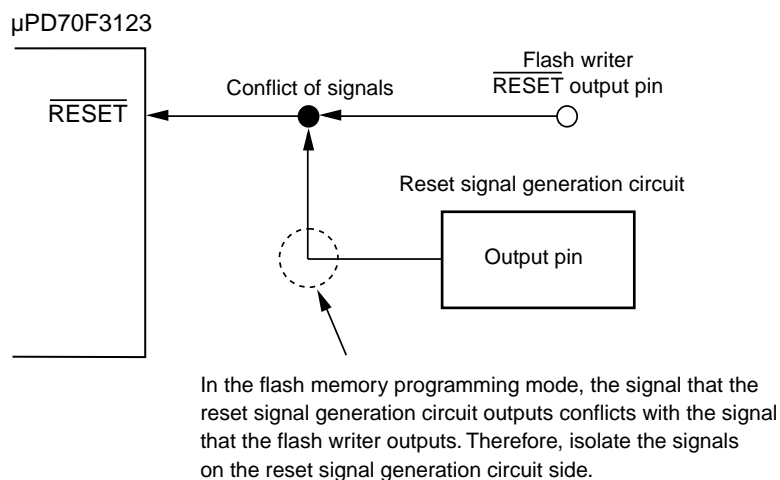 µPD70F3123
Flash writer
Conflict of signals
RESET output pin
RESET
Reset signal generation circuit
Output pin
In the flash memory programming mode, the signal that the
reset signal generation circuit outputs conflicts with the signal
that the flash writer outputs. Therefore, isolate the signals
on the reset signal generation circuit side.